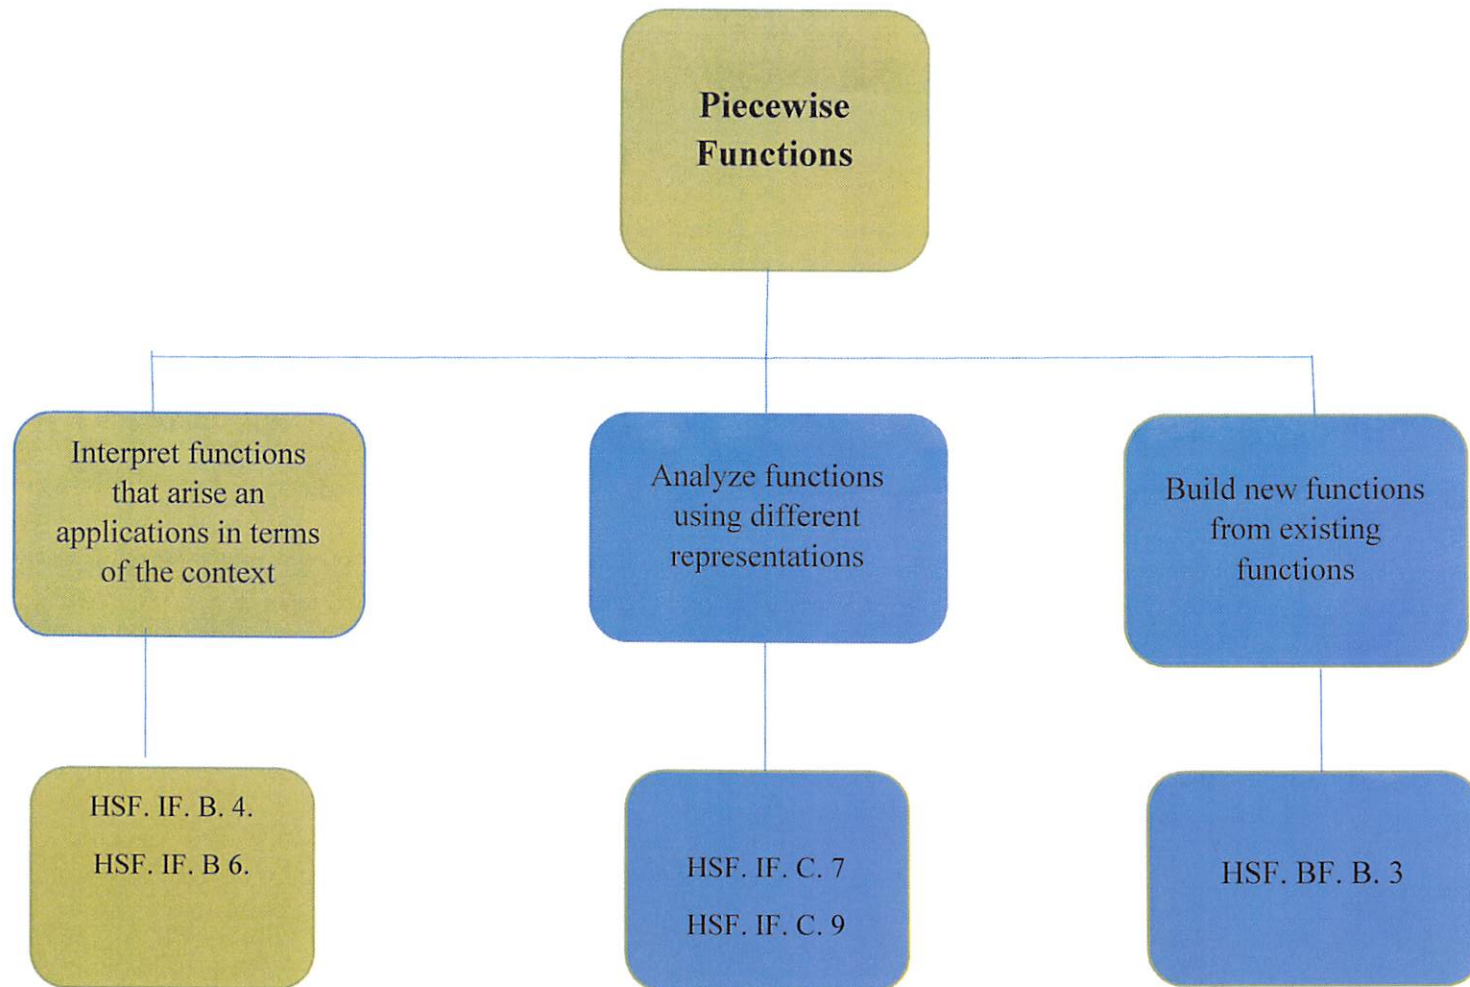 Piecewise
Functions
Interpret functions
that arise an
applications in terms
of the context
Analyze functions
using different
representations
Build new functions
from existing
functions
HSF. IF. B. 4.
HSF. IF. B 6.
HSF. IF. C. 7
HSF. IF. C. 9
HSF. BF. B. 3